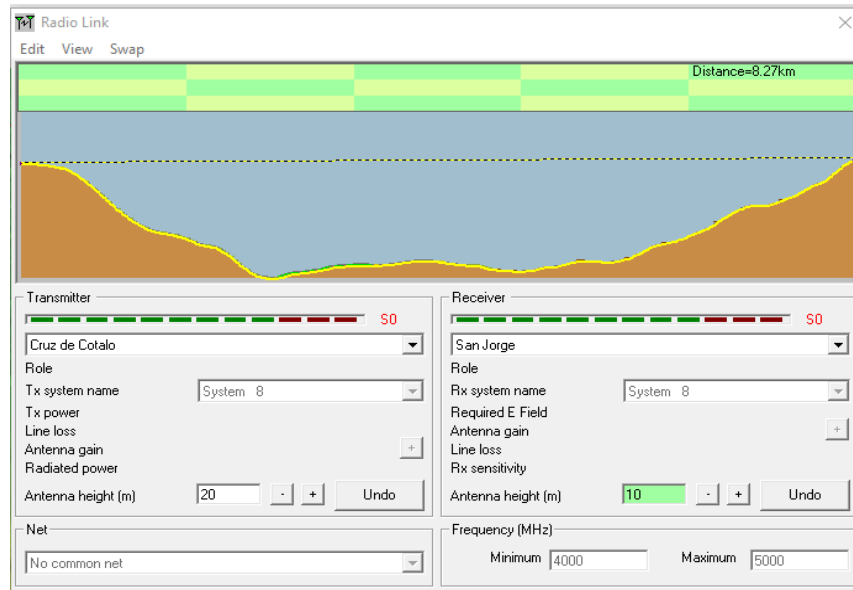 Radio Link
Edit View Swap
Distance=8.27km
Transmitter
S0
Cruz de Cotalo
Role
Tx system name System 8
Tx power
Line loss
Antenna gain +
Radiated power
Antenna height (m) 20 - + Undo
Receiver
S0
San Jorge
Role
Rx system name System 8
Required E Field
Antenna gain +
Line loss
Rx sensitivity
Antenna height (m) 10 - + Undo
Net
No common net
Frequency (MHz)
Minimum 4000 Maximum 5000